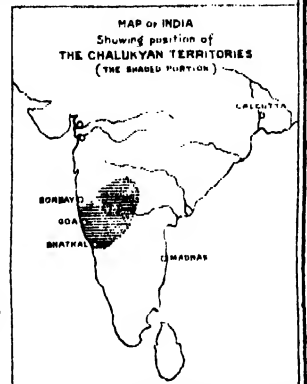 MAP OF INDIA
Showing position of
THE CHALUKYAN TERRITORIES
(THE SHADED PORTION)
CALCUTTA
BOMBAY
GOA
BHATKAL
MADRAS